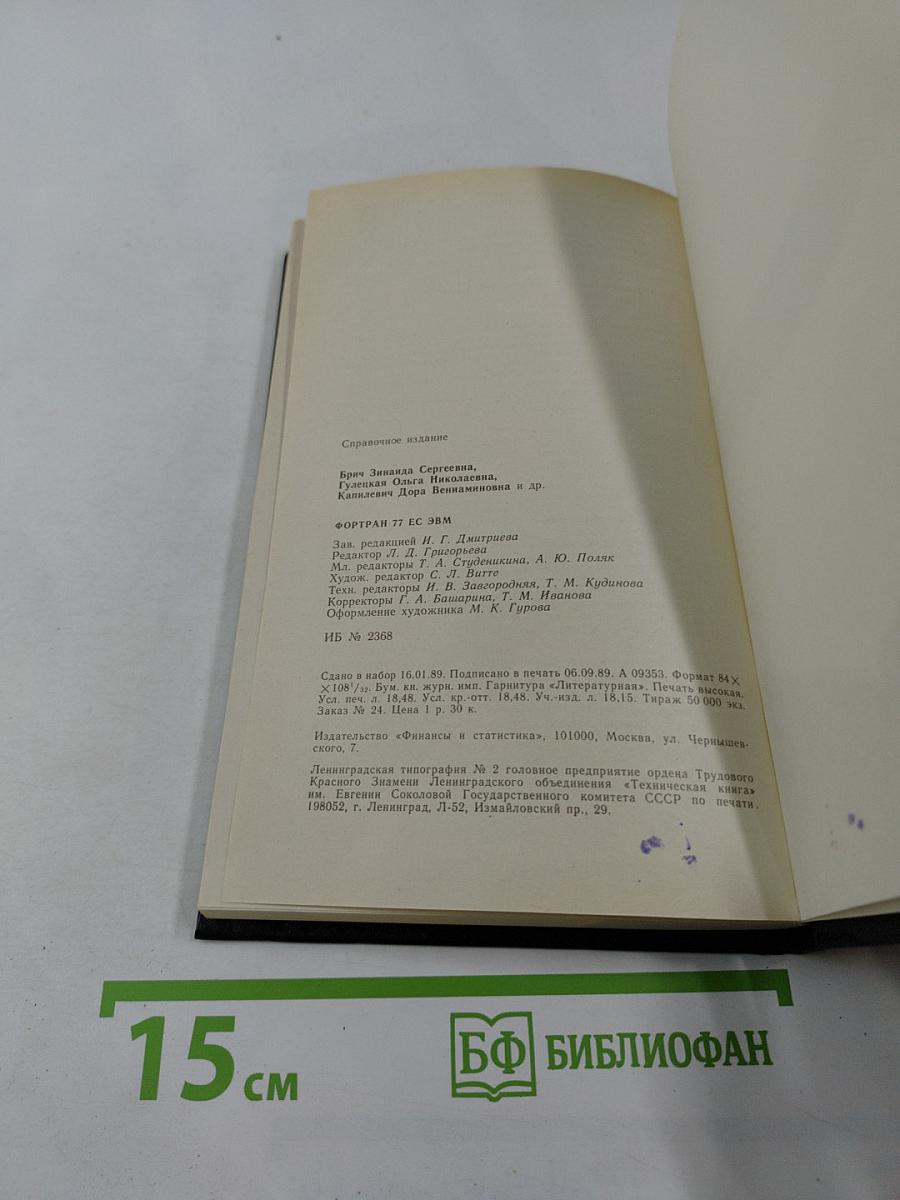 Справочное издание
Брич Зинаида Сергеевна,
Гулецкая Ольга Николаевна,
Капилевич Дора Вениаминовна и др.
ФОРТРАН 77 ЕС ЭВМ
Зав. редакцией И. Г. Дмитриева
Редактор Л. Д. Григорьева
Мл. редакторы Т. А. Студеникина, А. Ю. Поляк
Худож. редактор С. Л. Витте
Техн. редакторы И. В. Завгородняя, Т. М. Кудинова
Корректоры Г. А. Башарина, Т. М. Иванова
Оформление художника М. К. Гурова
ИБ № 2368
Сдано в набор 16.01.89. Подписано в печать 06.09.89. А 09353. Формат 84×
×108¹/₃₂. Бум. кн. журн. имп. Гарнитура «Литературная». Печать высокая.
Усл. печ. л. 18,48. Усл. кр.-отт. 18,48. Уч.-изд. л. 18,15. Тираж 50 000 экз.
Заказ № 24. Цена 1 р. 30 к.
Издательство «Финансы и статистика», 101000, Москва, ул. Чернышев-
ского, 7.
Ленинградская типография № 2 головное предприятие ордена Трудового
Красного Знамени Ленинградского объединения «Техническая книга»
им. Евгении Соколовой Государственного комитета СССР по печати.
198052, г. Ленинград, Л-52, Измайловский пр., 29.
15 см
БФ БИБЛИОФАН